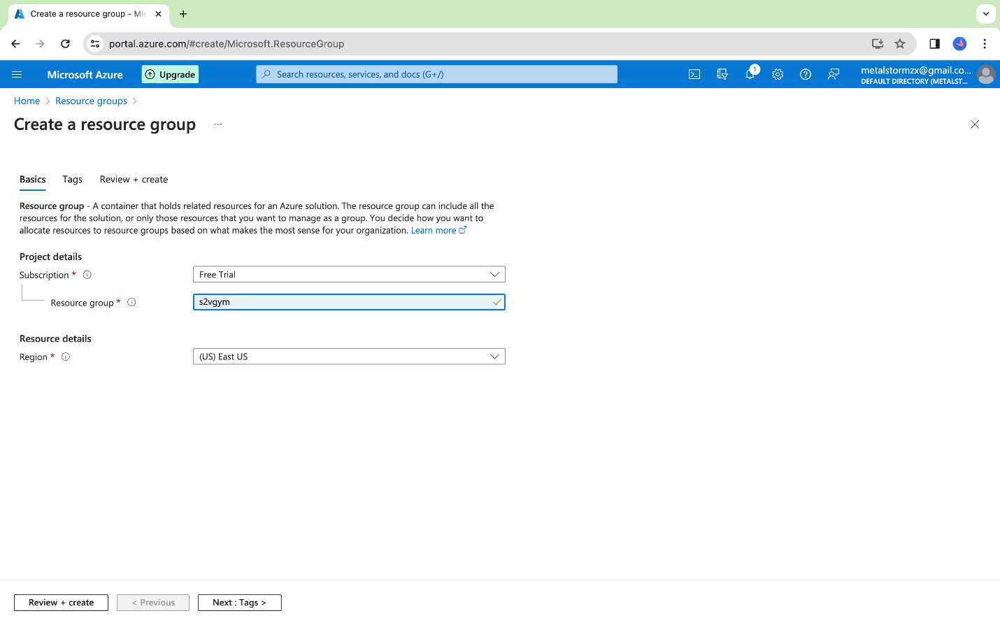 Create a resource group - Mi
portal.azure.com/#create/Microsoft.ResourceGroup
Microsoft Azure
Upgrade
Search resources, services, and docs (G+/)
1
metalstormzx@gmail.co...
DEFAULT DIRECTORY (METALST...
Home > Resource groups >
Create a resource group
...
Basics
Tags
Review + create
Resource group - A container that holds related resources for an Azure solution. The resource group can include all the
resources for the solution, or only those resources that you want to manage as a group. You decide how you want to
allocate resources to resource groups based on what makes the most sense for your organization. Learn more
Project details
Subscription *
Free Trial
Resource group *
s2vgym
Resource details
Region *
(US) East US
Review + create
< Previous
Next : Tags >